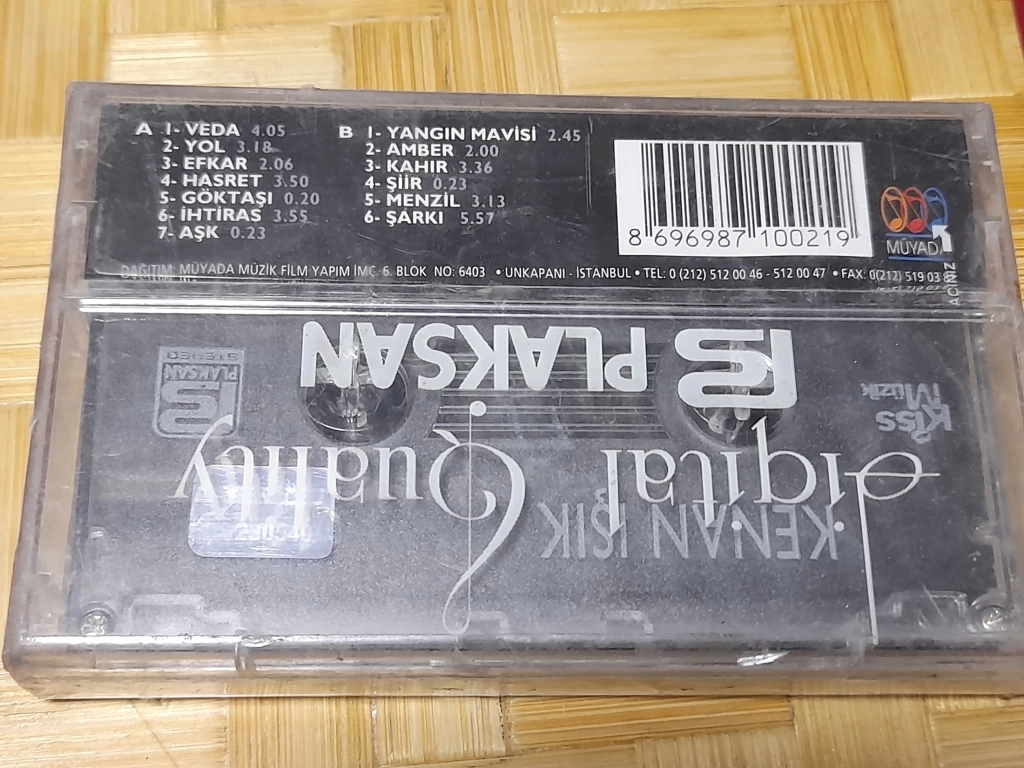 A 1- VEDA 4.05
2- YOL 3.18
3- EFKAR 2.06
4- HASRET 3.50
5- GÖKTAŞI 0.20
6- İHTİRAS 3.55
7- AŞK 0.23
B 1- YANGIN MAVİSİ 2.45
2- AMBER 2.00
3- KAHIR 3.36
4- ŞİİR 0.23
5- MENZİL 3.13
6- ŞARKI 5.57
8 696987 100219
MÜYADA
DAĞITIM: MÜYADA MÜZİK FİLM YAPIM İMÇ. 6. BLOK NO: 6403 • UNKAPANI - İSTANBUL • TEL: 0 (212) 512 00 46 - 512 00 47 • FAX: 0(212) 519 03
PLAKSAN
STEREO
PLAKSAN
Kiss
Müzik
Digital Quality
KENAN IŞIK